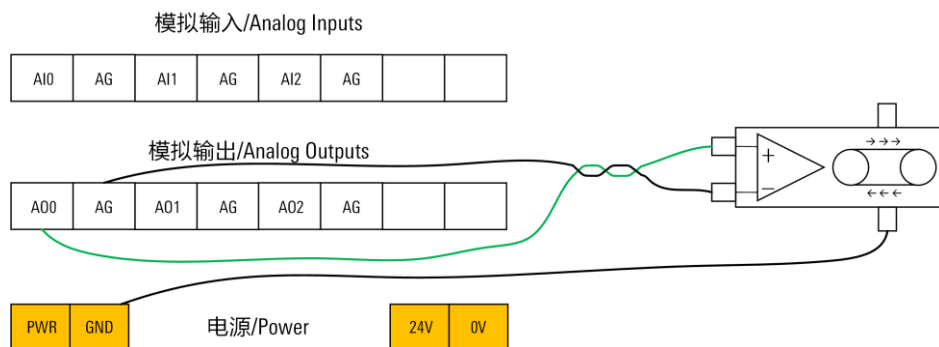 模拟输入/Analog Inputs
AI0 AG AI1 AG AI2 AG
模拟输出/Analog Outputs
AO0 AG AO1 AG AO2 AG
+
→→→
←←←
−
PWR GND 电源/Power 24V 0V